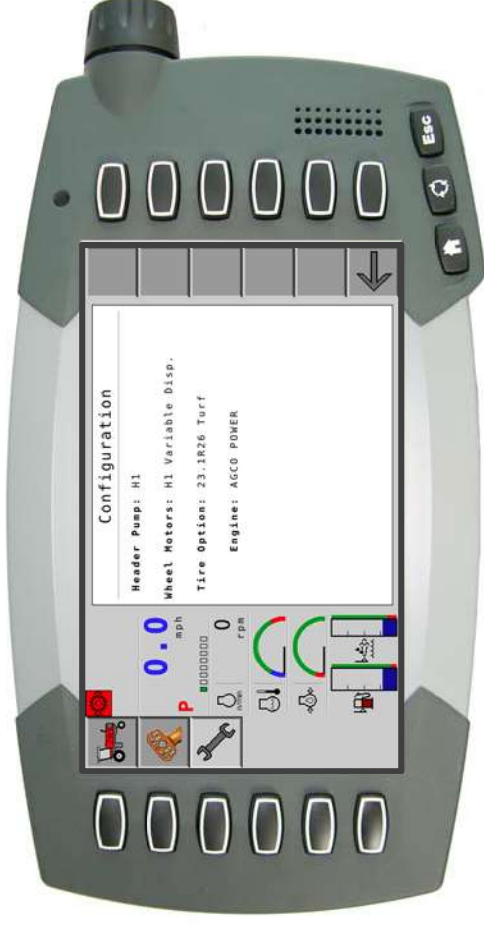 Configuration
Header Pump: H1
Wheel Motors: H1 Variable Disp.
Tire Option: 23.1R26 Turf
Engine: AGCO POWER
P
0.0
mph
n/min
0
rpm
Esc